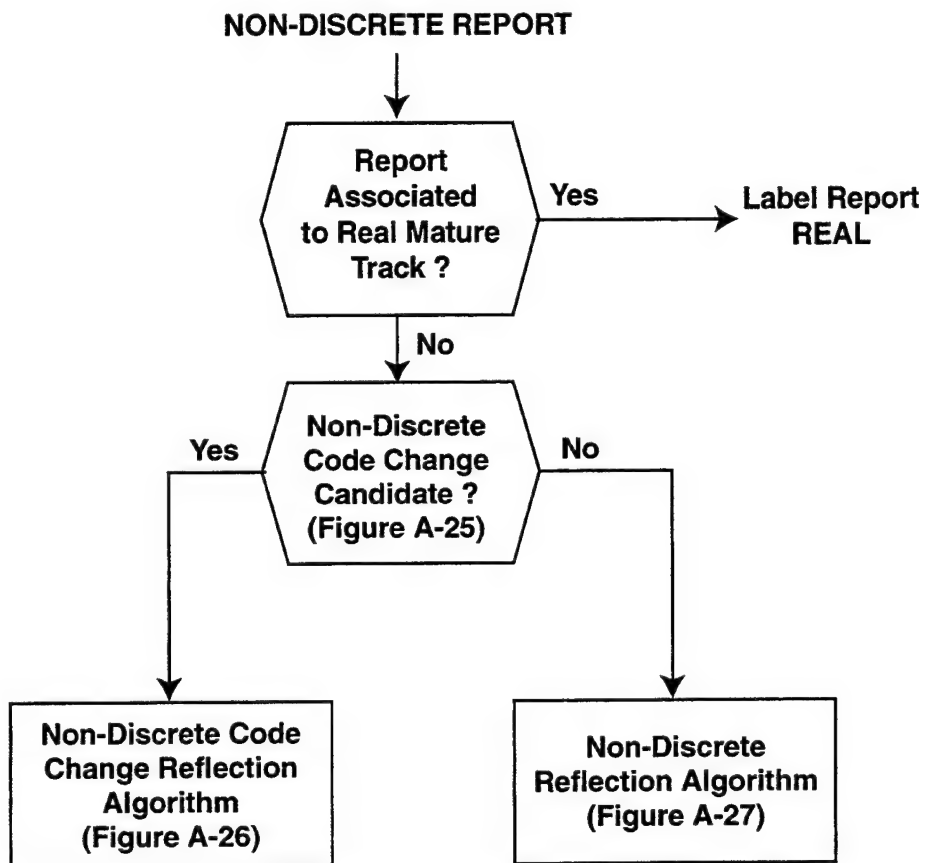 NON-DISCRETE REPORT
Report
Associated
to Real Mature
Track ?
Yes
Label Report
REAL
No
Non-Discrete
Code Change
Candidate ?
(Figure A-25)
Yes
No
Non-Discrete Code
Change Reflection
Algorithm
(Figure A-26)
Non-Discrete
Reflection Algorithm
(Figure A-27)